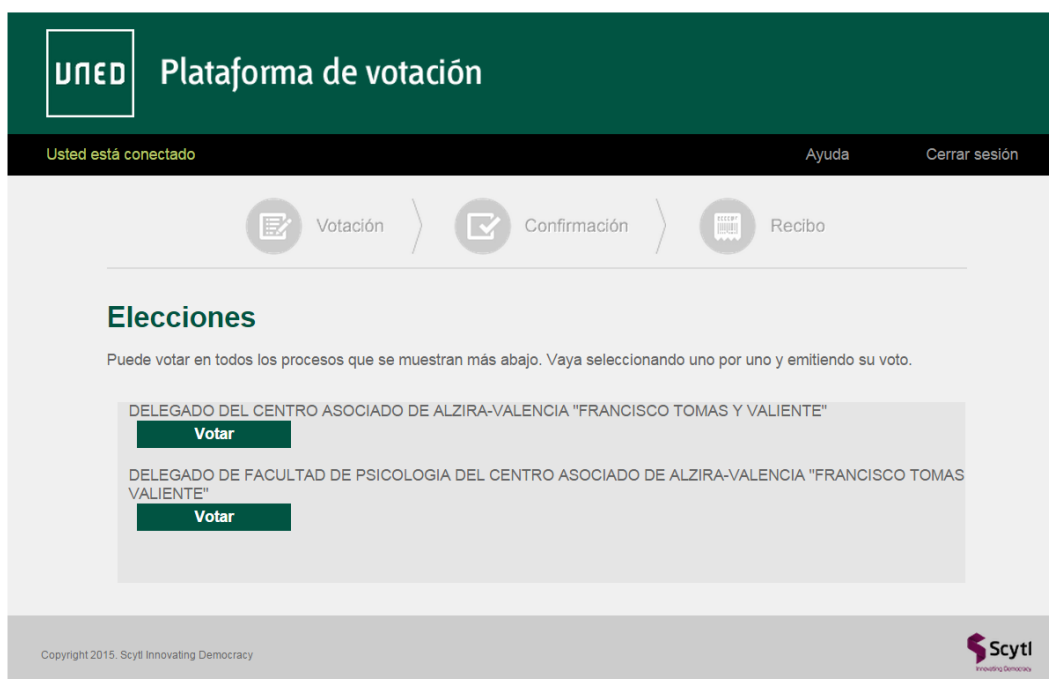 UNED Plataforma de votación
Usted está conectado Ayuda Cerrar sesión
Votación Confirmación Recibo
Elecciones
Puede votar en todos los procesos que se muestran más abajo. Vaya seleccionando uno por uno y emitiendo su voto.
DELEGADO DEL CENTRO ASOCIADO DE ALZIRA-VALENCIA "FRANCISCO TOMAS Y VALIENTE"
Votar
DELEGADO DE FACULTAD DE PSICOLOGIA DEL CENTRO ASOCIADO DE ALZIRA-VALENCIA "FRANCISCO TOMAS
VALIENTE"
Votar
Copyright 2015. Scytl Innovating Democracy
Scytl
Innovating Democracy